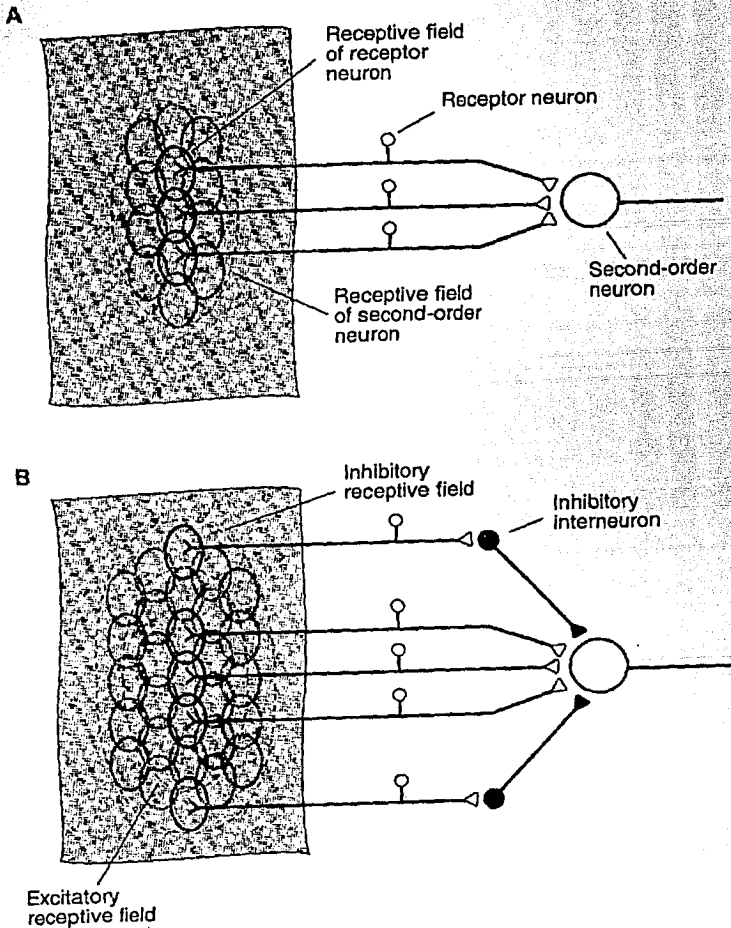 A
Receptive field
of receptor
neuron
Receptor neuron
Second-order
neuron
Receptive field
of second-order
neuron
B
Inhibitory
receptive field
Inhibitory
interneuron
Excitatory
receptive field